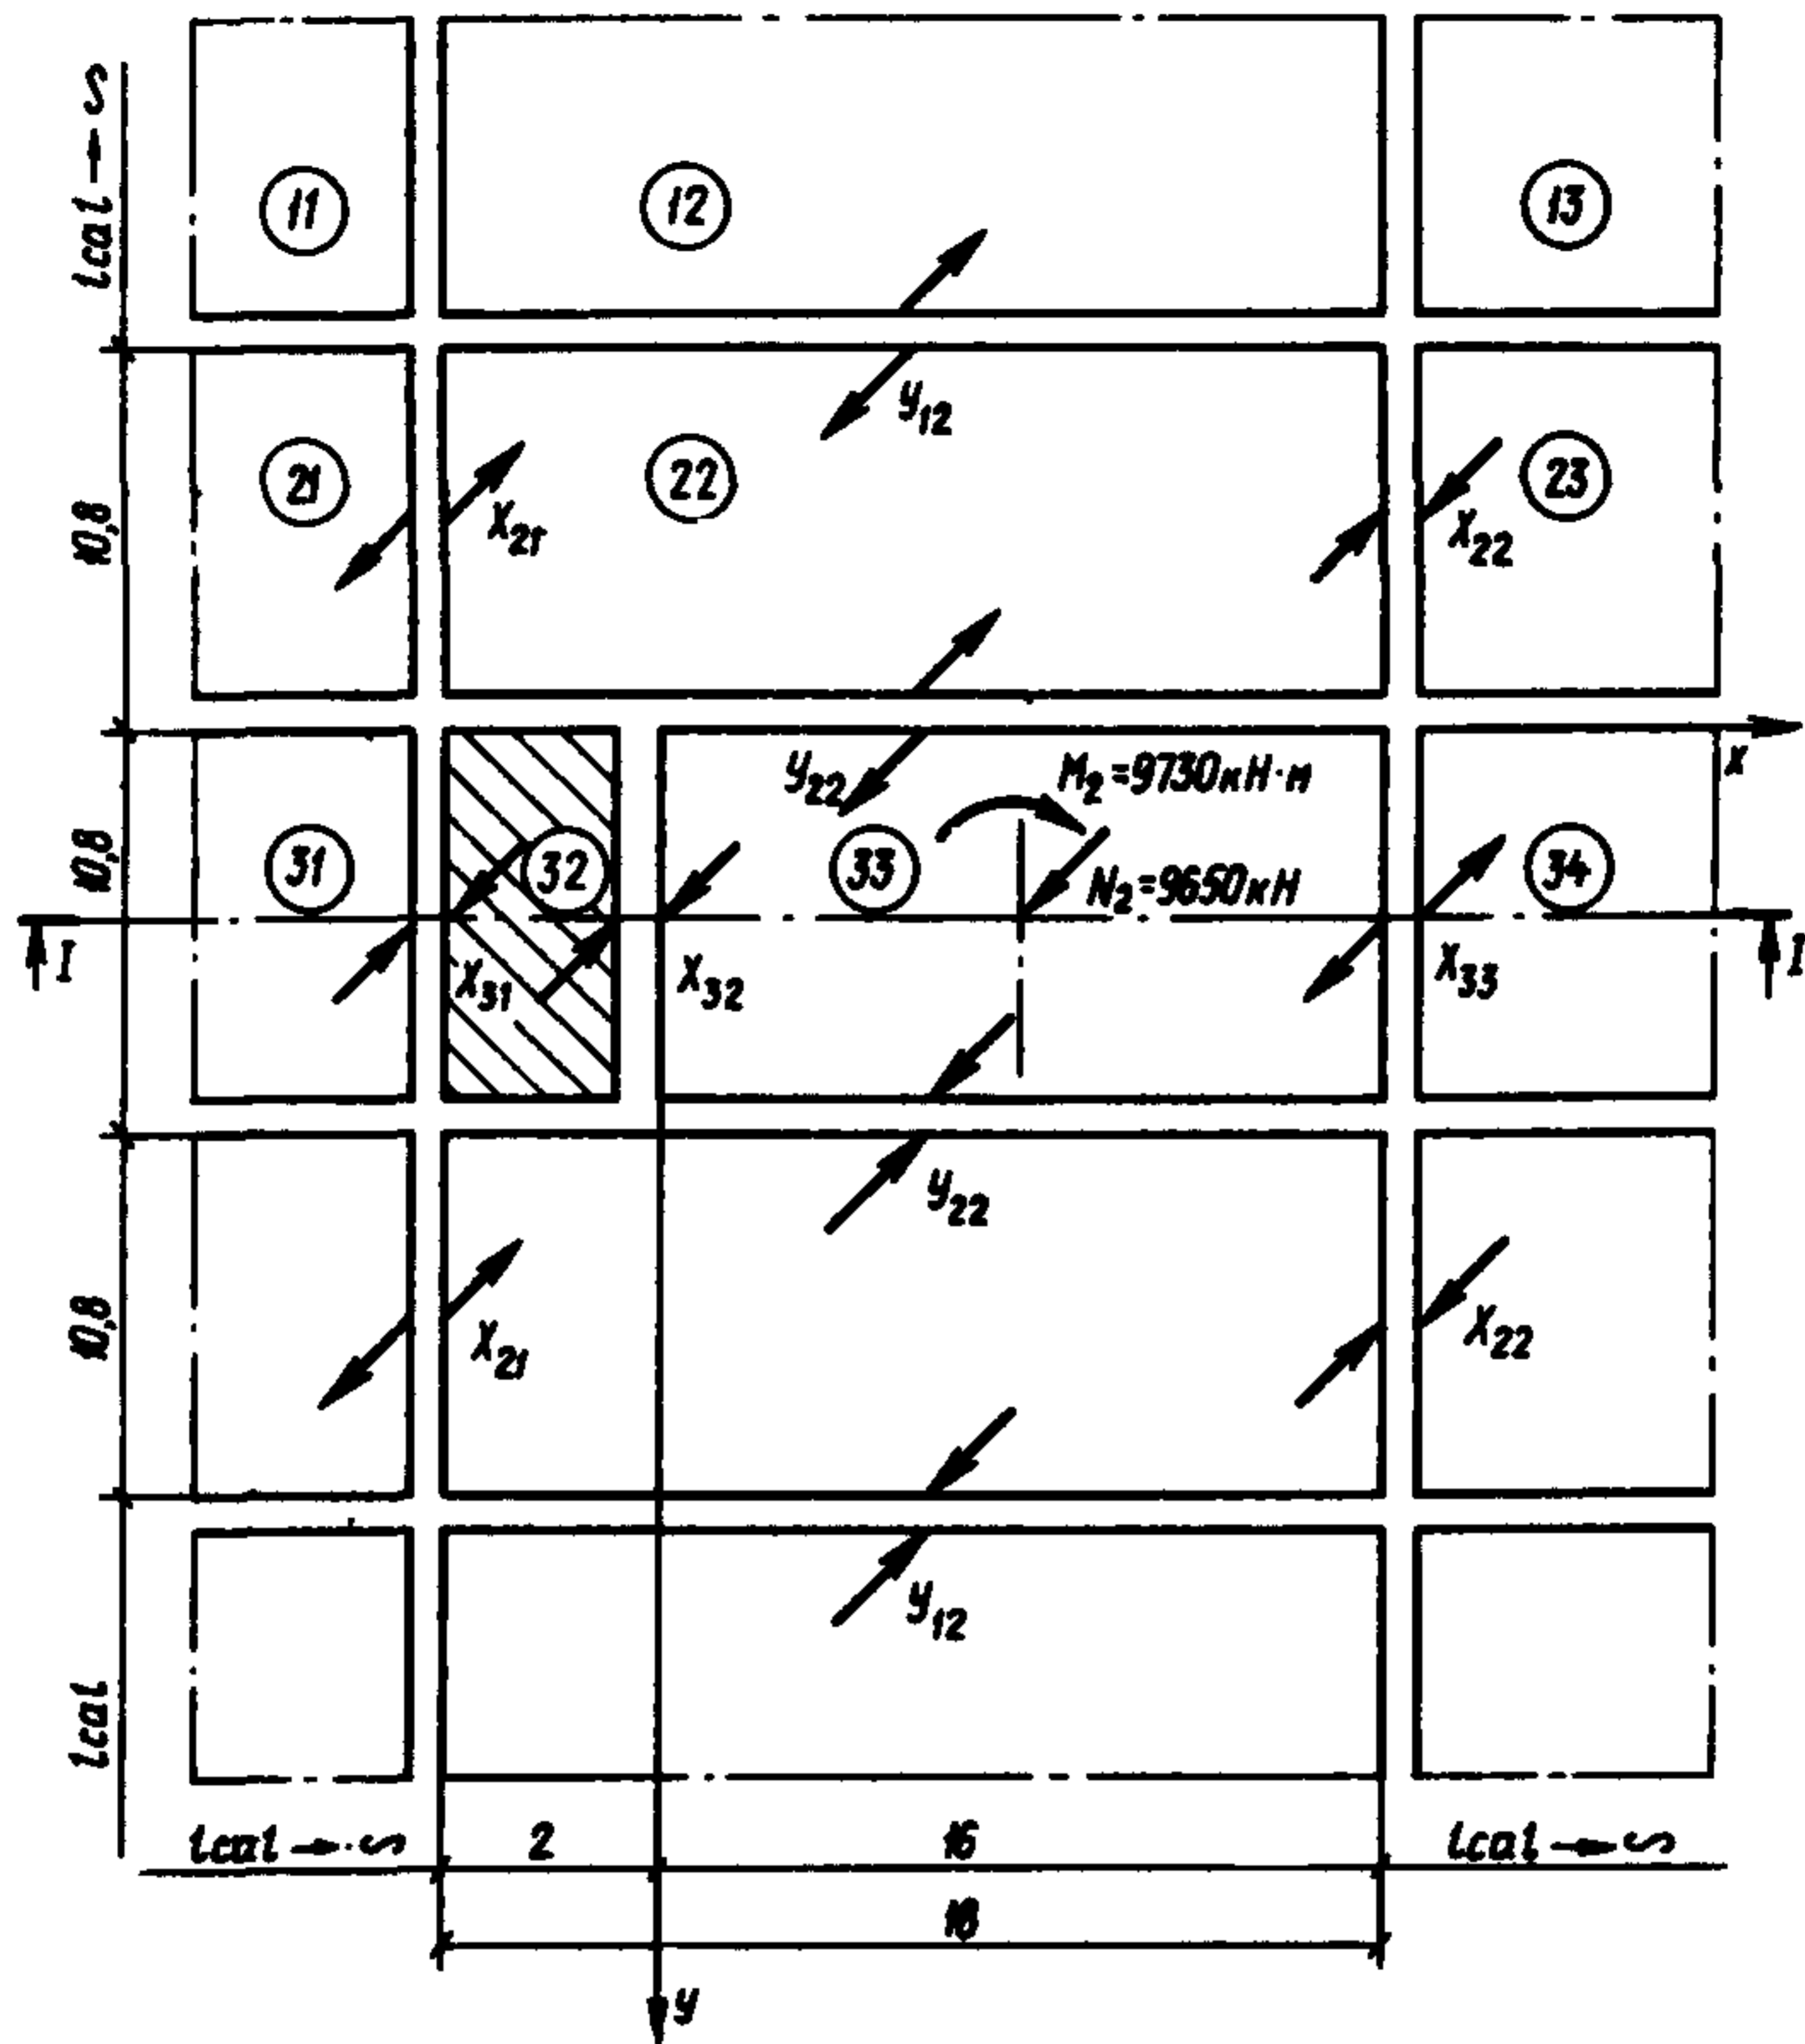 lcal → S
11
12
13
y12
10,8
21
22
23
X21
X22
x
y22
M2=9730кН·м
10,8
31
32
33
N2=9650кН
34
I
X31
X32
X33
I
y22
10,8
X21
X22
y12
lcal
lcal → S
2
16
lcal → S
18
y